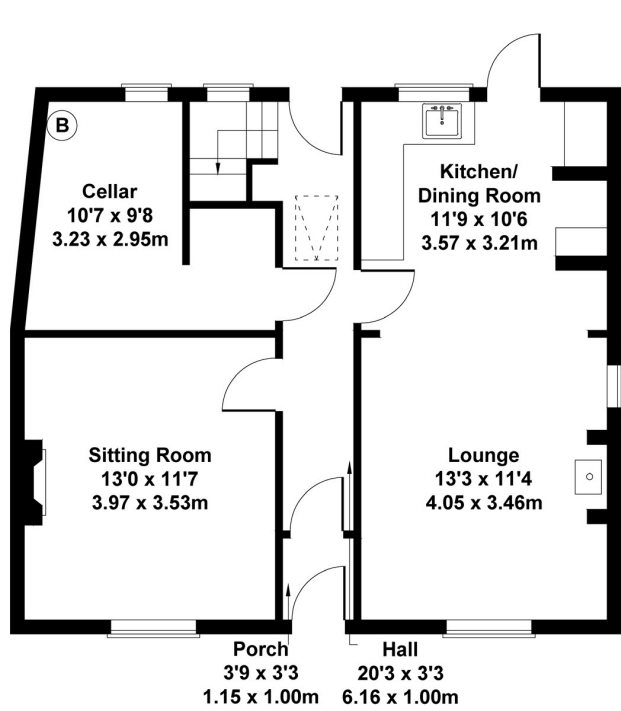 B
Cellar
10'7 x 9'8
3.23 x 2.95m
Kitchen/
Dining Room
11'9 x 10'6
3.57 x 3.21m
Sitting Room
13'0 x 11'7
3.97 x 3.53m
Lounge
13'3 x 11'4
4.05 x 3.46m
Porch
3'9 x 3'3
1.15 x 1.00m
Hall
20'3 x 3'3
6.16 x 1.00m